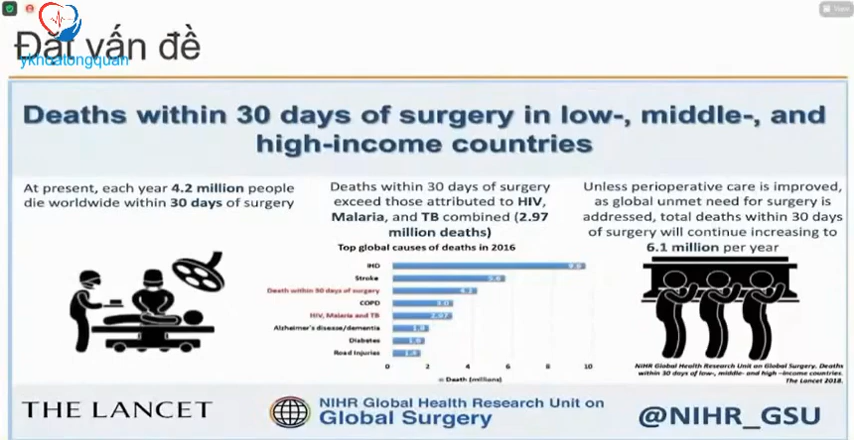 Đặt vấn đề
ykhoatongquan
Deaths within 30 days of surgery in low-, middle-, and
high-income countries
At present, each year 4.2 million people
die worldwide within 30 days of surgery
Deaths within 30 days of surgery
exceed those attributed to HIV,
Malaria, and TB combined (2.97
million deaths)
Unless perioperative care is improved,
as global unmet need for surgery is
addressed, total deaths within 30 days
of surgery will continue increasing to
6.1 million per year
Top global causes of deaths in 2016
IHD
Stroke
Death within 30 days of surgery
4.2
COPD
3.0
HIV, Malaria and TB
2.97
Alzheimer's disease/dementia
Diabetes
Road Injuries
0 2 4 6 8 10
Death (millions)
NIHR Global Health Research Unit on Global Surgery. Deaths
within 30 days of low-, middle- and high -income countries.
The Lancet 2018.
THE LANCET
NIHR Global Health Research Unit on
Global Surgery
@NIHR_GSU